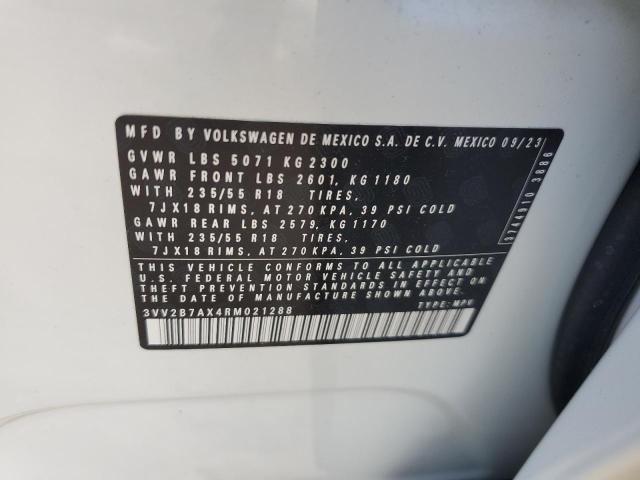 MFD BY VOLKSWAGEN DE MEXICO S.A. DE C.V. MEXICO 09/23
GVWR LBS 5071 KG 2300
GAWR FRONT LBS 2601, KG 1180
WITH 235/55 R18 TIRES,
7JX18 RIMS, AT 270 KPA, 39 PSI COLD
GAWR REAR LBS 2579, KG 1170
WITH 235/55 R18 TIRES,
7JX18 RIMS, AT 270 KPA, 39 PSI COLD
THIS VEHICLE CONFORMS TO ALL APPLICABLE
U.S. FEDERAL MOTOR VEHICLE SAFETY AND
THEFT PREVENTION STANDARDS IN EFFECT ON
THE DATE OF MANUFACTURE SHOWN ABOVE.
3VV2B7AX4RM021288 TYPE: MPV
3744910 3886